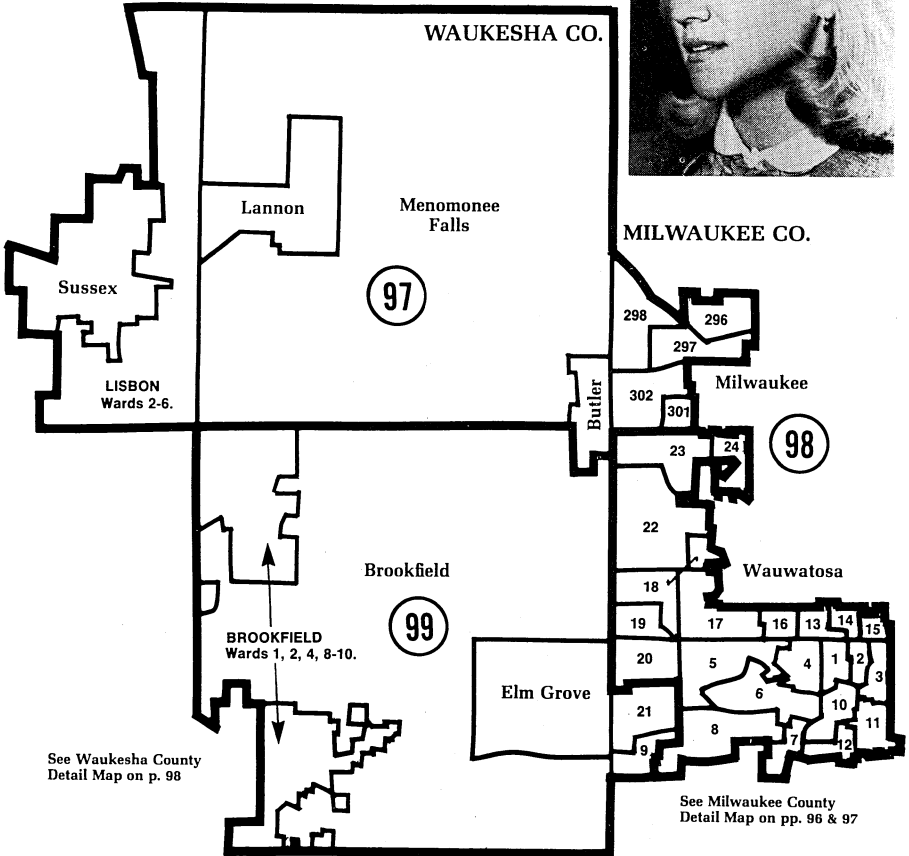 WAUKESHA CO.
Lannon
Menomonee
Falls
MILWAUKEE CO.
Sussex
97
298
296
297
LISBON
Wards 2-6.
Butler
302
301
Milwaukee
98
23
24
22
Brookfield
99
Wauwatosa
18
19
17
16
13
14
15
BROOKFIELD
Wards 1, 2, 4, 8-10.
20
5
4
1
2
3
Elm Grove
6
21
10
11
8
7
12
9
See Waukesha County
Detail Map on p. 98
See Milwaukee County
Detail Map on pp. 96 & 97